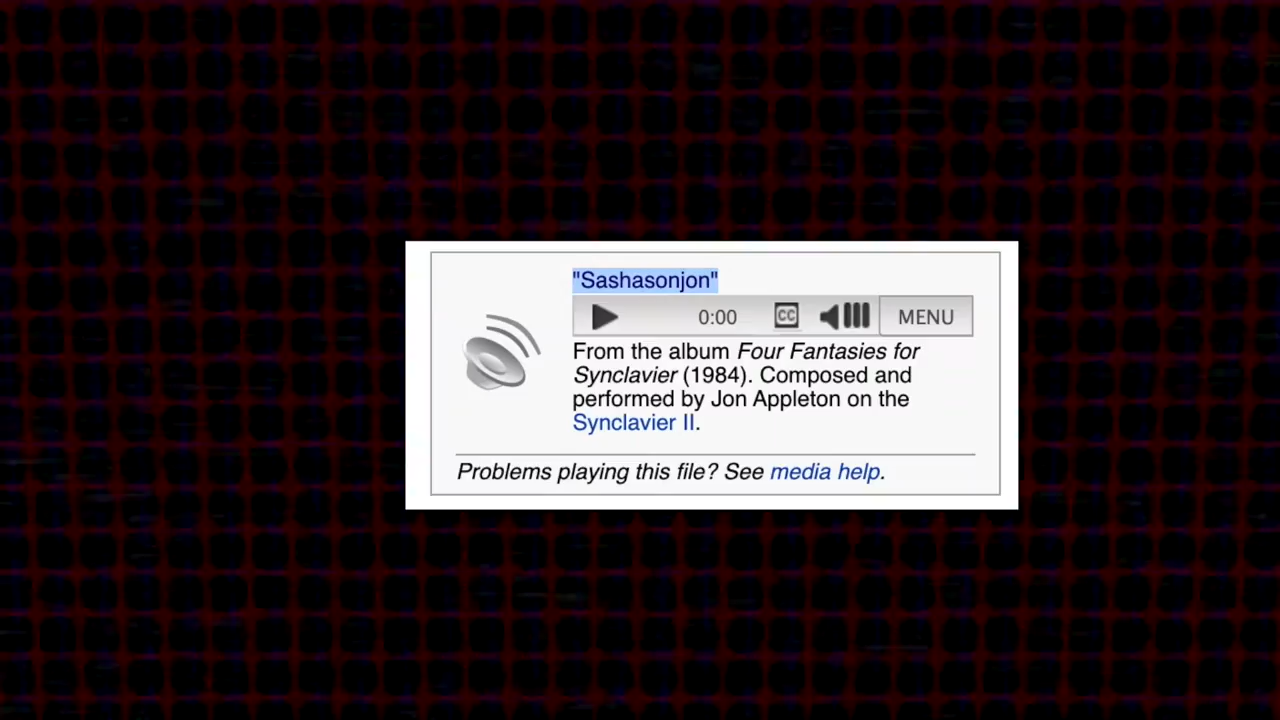 "Sashasonjon"
0:00 CC MENU
From the album Four Fantasies for
Synclavier (1984). Composed and
performed by Jon Appleton on the
Synclavier II.
Problems playing this file? See media help.